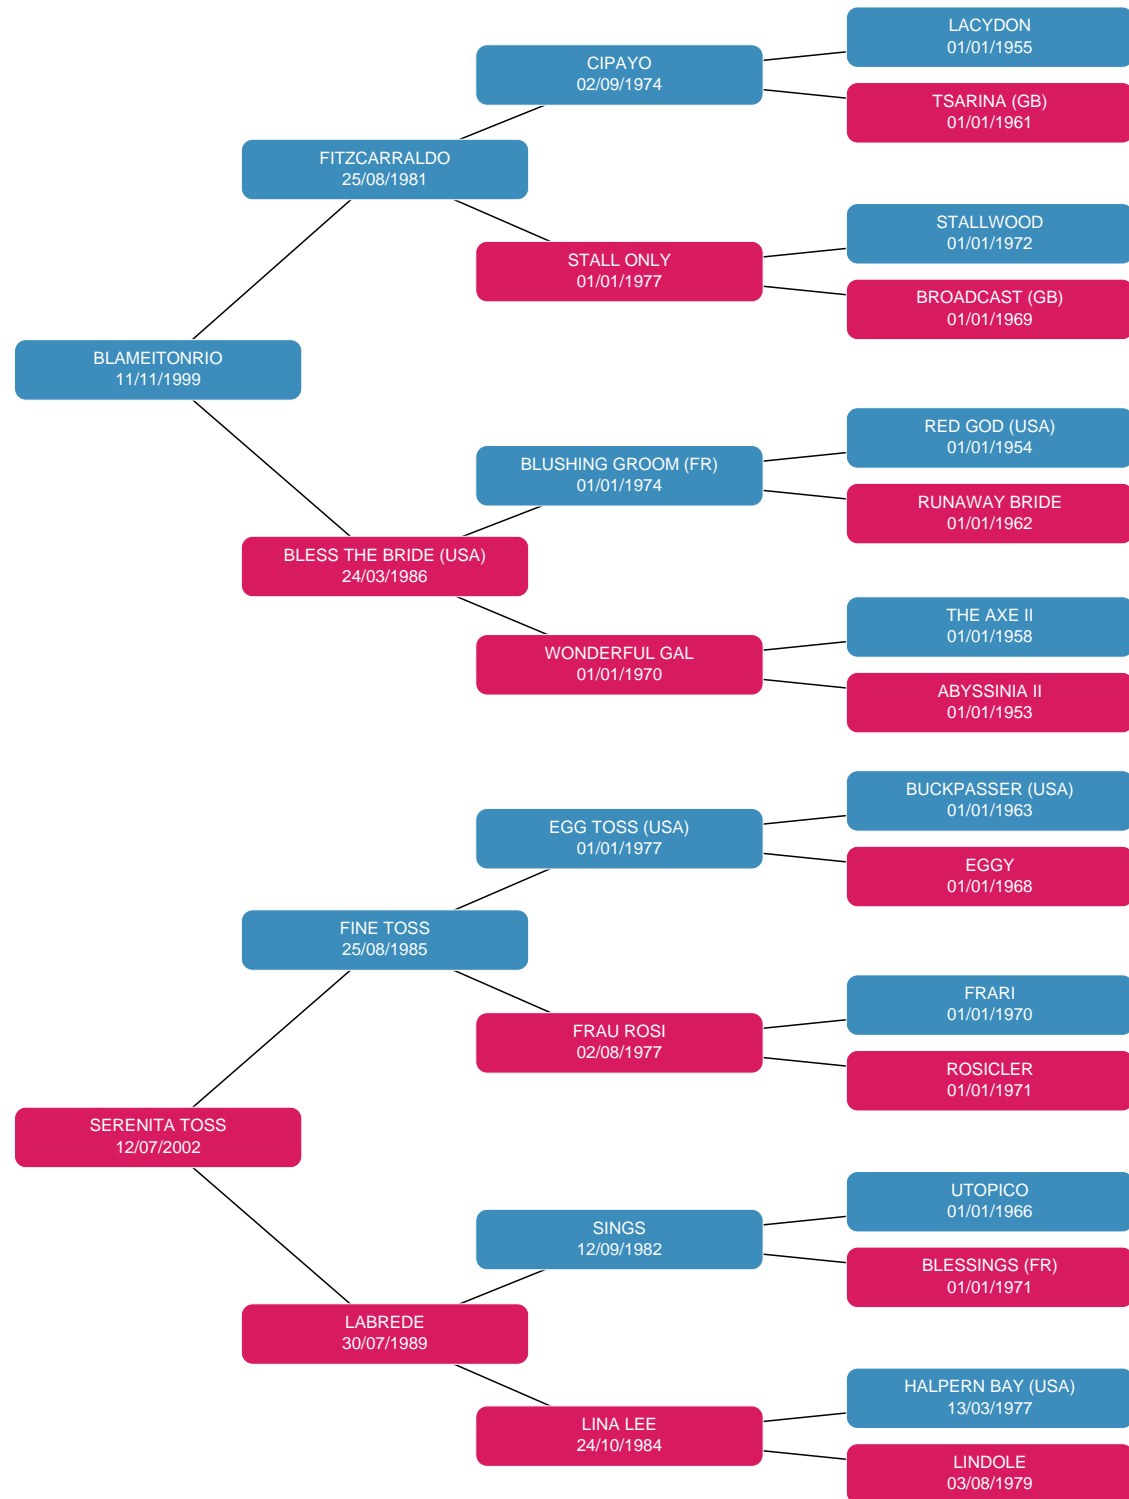 LACYDON
01/01/1955
CIPAYO
02/09/1974
TSARINA (GB)
01/01/1961
FITZCARRALDO
25/08/1981
STALLWOOD
01/01/1972
STALL ONLY
01/01/1977
BROADCAST (GB)
01/01/1969
BLAMEITONRIO
11/11/1999
RED GOD (USA)
01/01/1954
BLUSHING GROOM (FR)
01/01/1974
RUNAWAY BRIDE
01/01/1962
BLESS THE BRIDE (USA)
24/03/1986
THE AXE II
01/01/1958
WONDERFUL GAL
01/01/1970
ABYSSINIA II
01/01/1953
BUCKPASSER (USA)
01/01/1963
EGG TOSS (USA)
01/01/1977
EGGY
01/01/1968
FINE TOSS
25/08/1985
FRARI
01/01/1970
FRAU ROSI
02/08/1977
ROSICLER
01/01/1971
SERENITA TOSS
12/07/2002
UTOPICO
01/01/1966
SINGS
12/09/1982
BLESSINGS (FR)
01/01/1971
LABREDE
30/07/1989
HALPERN BAY (USA)
13/03/1977
LINA LEE
24/10/1984
LINDOLE
03/08/1979